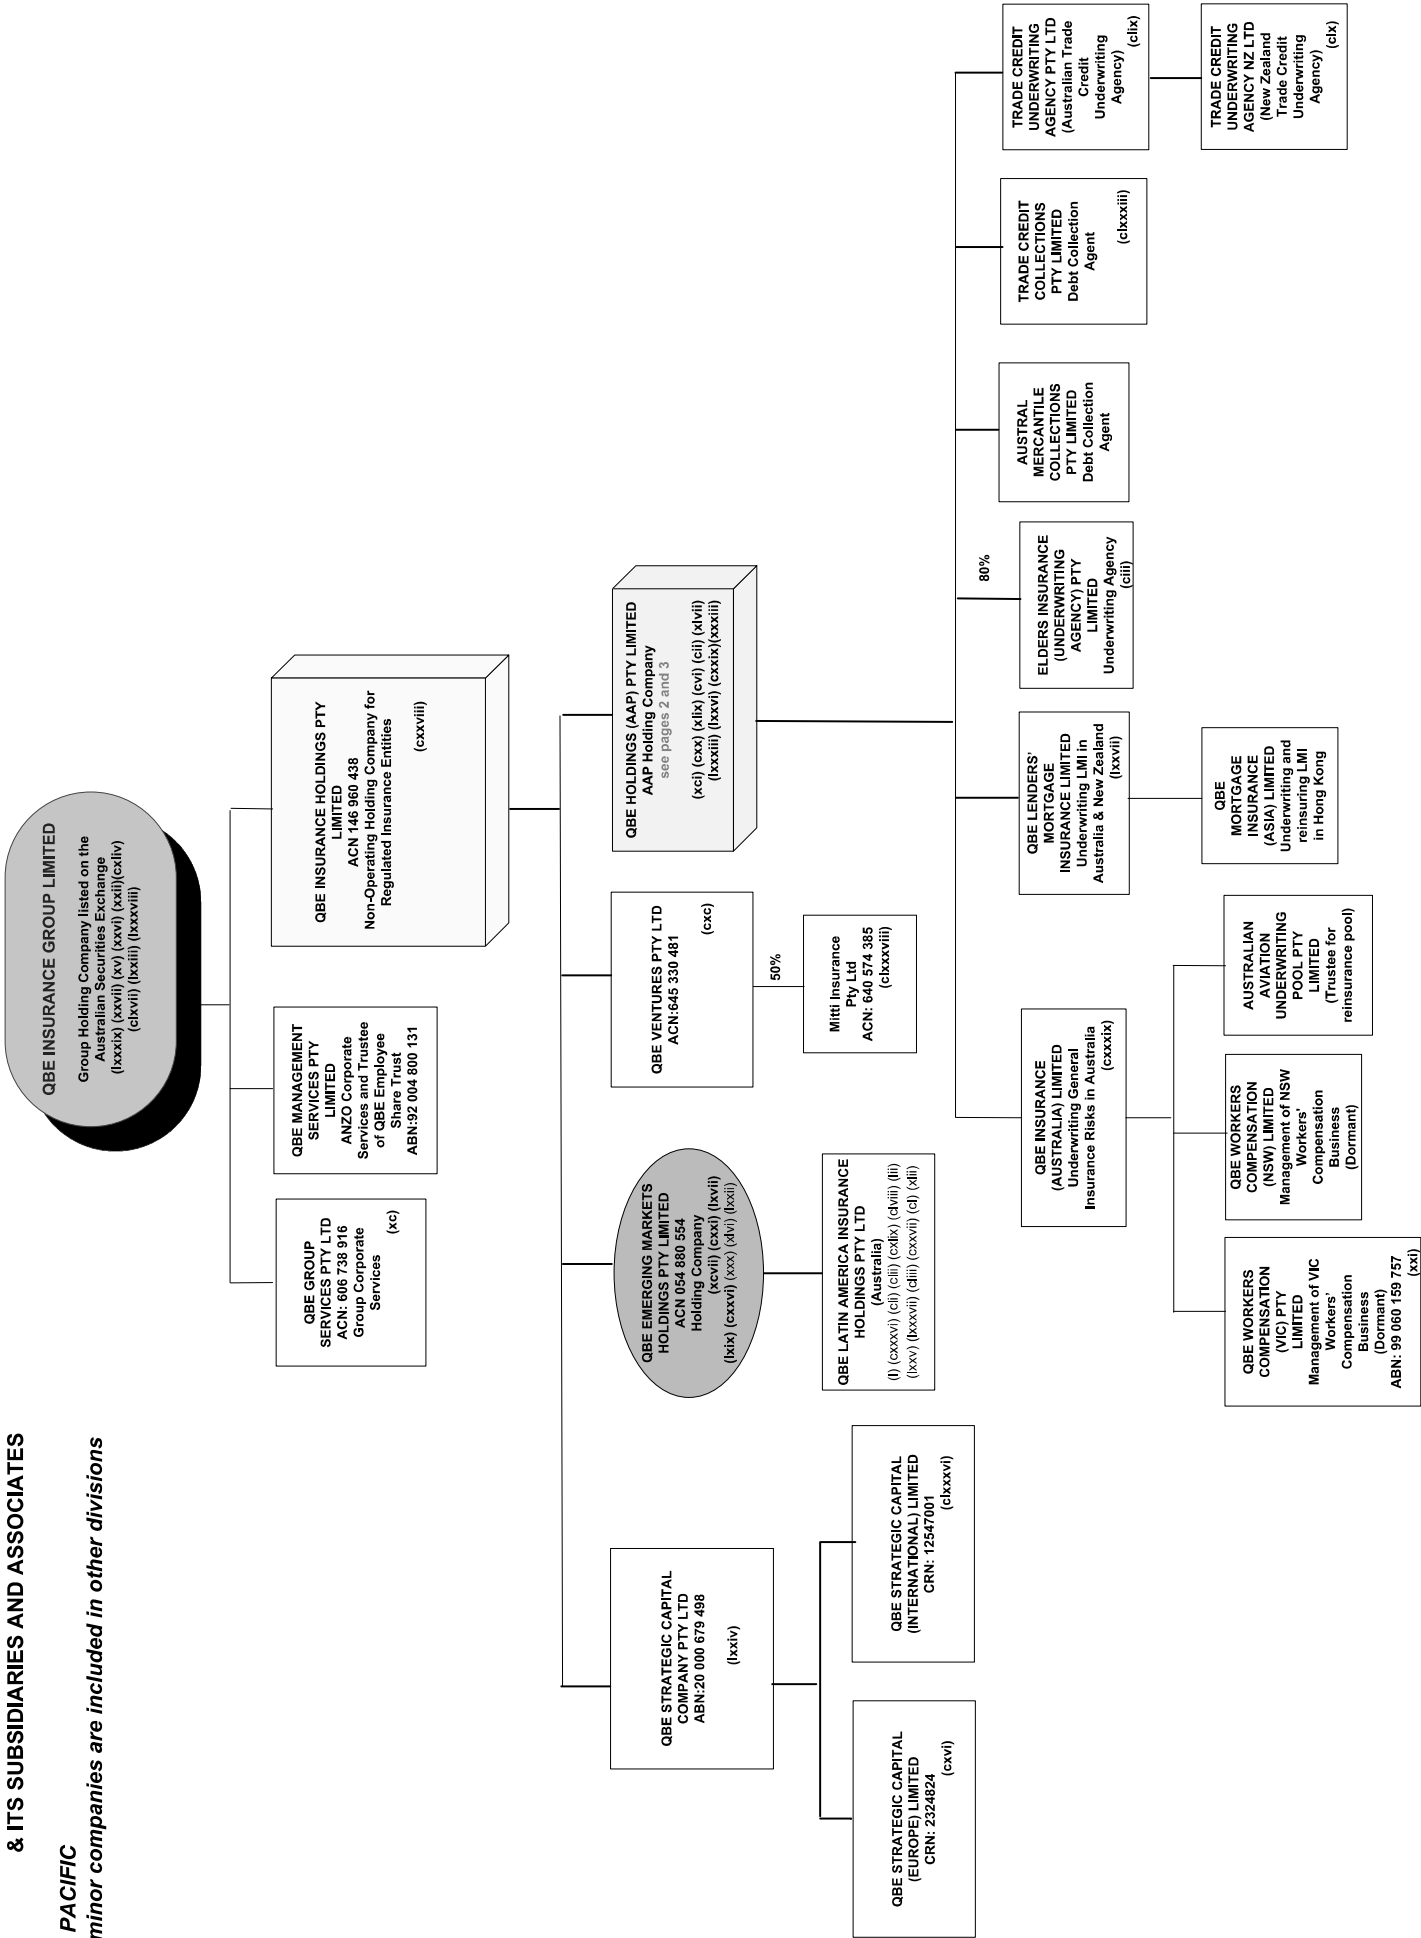 & ITS SUBSIDIARIES AND ASSOCIATES
PACIFIC
minor companies are included in other divisions
QBE INSURANCE GROUP LIMITED
Group Holding Company listed on the
Australian Securities Exchange
(lxxxix) (xxvii) (xv) (xxvi) (xxii)(cxliv)
(clxvii) (lxxiii) (lxxxviii)
QBE GROUP
SERVICES PTY LTD
ACN: 606 738 916
Group Corporate
Services
(xc)
QBE MANAGEMENT
SERVICES PTY
LIMITED
ANZO Corporate
Services and Trustee
of QBE Employee
Share Trust
ABN:92 004 800 131
QBE INSURANCE HOLDINGS PTY
LIMITED
ACN 146 960 438
Non-Operating Holding Company for
Regulated Insurance Entities
(cxxviii)
QBE STRATEGIC CAPITAL
COMPANY PTY LTD
ABN:20 000 679 498
(lxxiv)
QBE EMERGING MARKETS
HOLDINGS PTY LIMITED
ACN 054 880 554
Holding Company
(xcvii) (cxxi) (lxvii)
(lxix) (cxxvi) (xxx) (xlvi) (lxxii)
QBE VENTURES PTY LTD
ACN:645 330 481
(cxc)
QBE HOLDINGS (AAP) PTY LIMITED
AAP Holding Company
see pages 2 and 3
(xci) (cxx) (xlix) (cvi) (cii) (xlvii)
(lxxxiii) (lxxvi) (cxxix)(xxxiii)
QBE STRATEGIC CAPITAL
(EUROPE) LIMITED
CRN: 2324824
(cxvi)
QBE STRATEGIC CAPITAL
(INTERNATIONAL) LIMITED
CRN: 12547001
(clxxxvi)
QBE LATIN AMERICA INSURANCE
HOLDINGS PTY LTD
(Australia)
(l) (cxxxvi) (cli) (clii) (cxlix) (clviii) (lii)
(lxxv) (lxxxvii) (cliii) (cxxvii) (cl) (xlii)
50%
Mitti Insurance
Pty Ltd
ACN: 640 574 385
(clxxxviii)
80%
QBE INSURANCE
(AUSTRALIA) LIMITED
Underwriting General
Insurance Risks in Australia
(cxxxix)
QBE LENDERS'
MORTGAGE
INSURANCE LIMITED
Underwriting LMI in
Australia & New Zealand
(lxxvii)
ELDERS INSURANCE
(UNDERWRITING
AGENCY) PTY
LIMITED
Underwriting Agency
(ciii)
AUSTRAL
MERCANTILE
COLLECTIONS
PTY LIMITED
Debt Collection
Agent
TRADE CREDIT
COLLECTIONS
PTY LIMITED
Debt Collection
Agent
(clxxxiii)
TRADE CREDIT
UNDERWRITING
AGENCY PTY LTD
(Australian Trade
Credit
Underwriting
Agency)
(clix)
QBE WORKERS
COMPENSATION
(VIC) PTY
LIMITED
Management of VIC
Workers'
Compensation
Business
(Dormant)
ABN: 99 060 159 757
(xxi)
QBE WORKERS
COMPENSATION
(NSW) LIMITED
Management of NSW
Workers'
Compensation
Business
(Dormant)
AUSTRALIAN
AVIATION
UNDERWRITING
POOL PTY
LIMITED
(Trustee for
reinsurance pool)
QBE
MORTGAGE
INSURANCE
(ASIA) LIMITED
Underwriting and
reinsuring LMI
in Hong Kong
TRADE CREDIT
UNDERWRITING
AGENCY NZ LTD
(New Zealand
Trade Credit
Underwriting
Agency)
(clx)